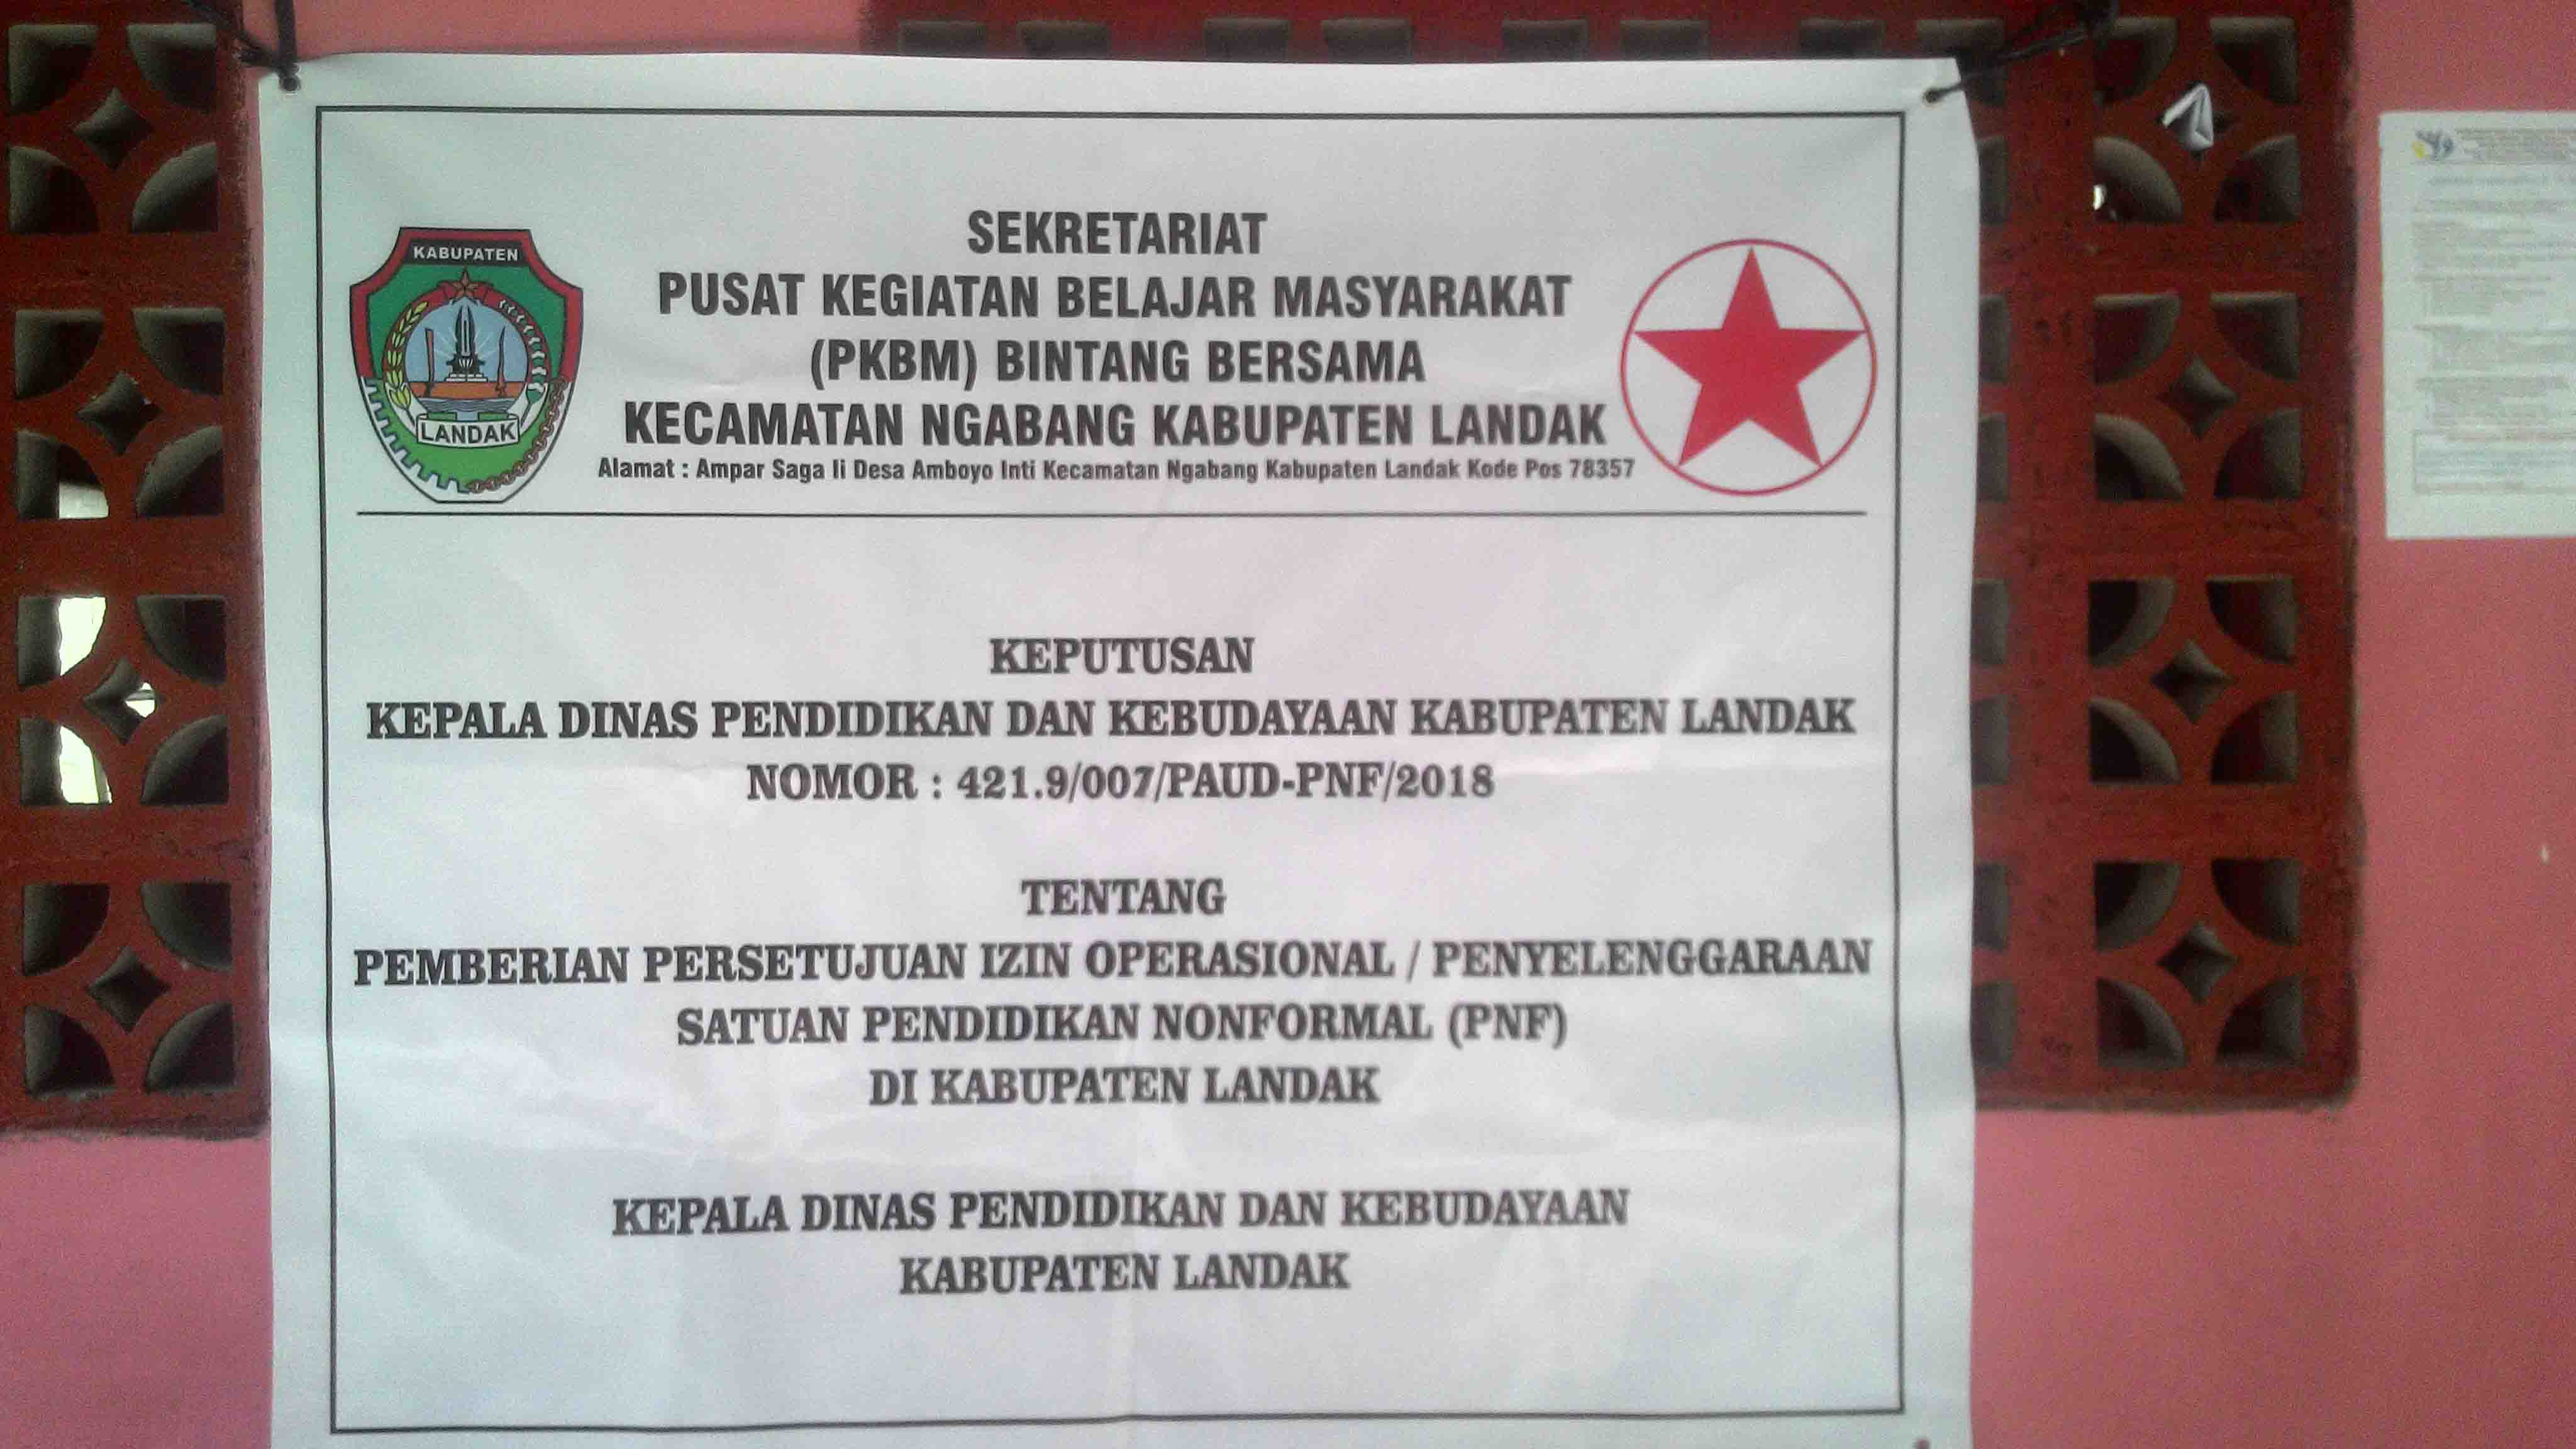 KABUPATEN
LANDAK
SEKRETARIAT
PUSAT KEGIATAN BELAJAR MASYARAKAT
(PKBM) BINTANG BERSAMA
KECAMATAN NGABANG KABUPATEN LANDAK
Alamat : Ampar Saga Ii Desa Amboyo Inti Kecamatan Ngabang Kabupaten Landak Kode Pos 78357
KEPUTUSAN
KEPALA DINAS PENDIDIKAN DAN KEBUDAYAAN KABUPATEN LANDAK
NOMOR : 421.9/007/PAUD-PNF/2018
TENTANG
PEMBERIAN PERSETUJUAN IZIN OPERASIONAL / PENYELENGGARAAN
SATUAN PENDIDIKAN NONFORMAL (PNF)
DI KABUPATEN LANDAK
KEPALA DINAS PENDIDIKAN DAN KEBUDAYAAN
KABUPATEN LANDAK